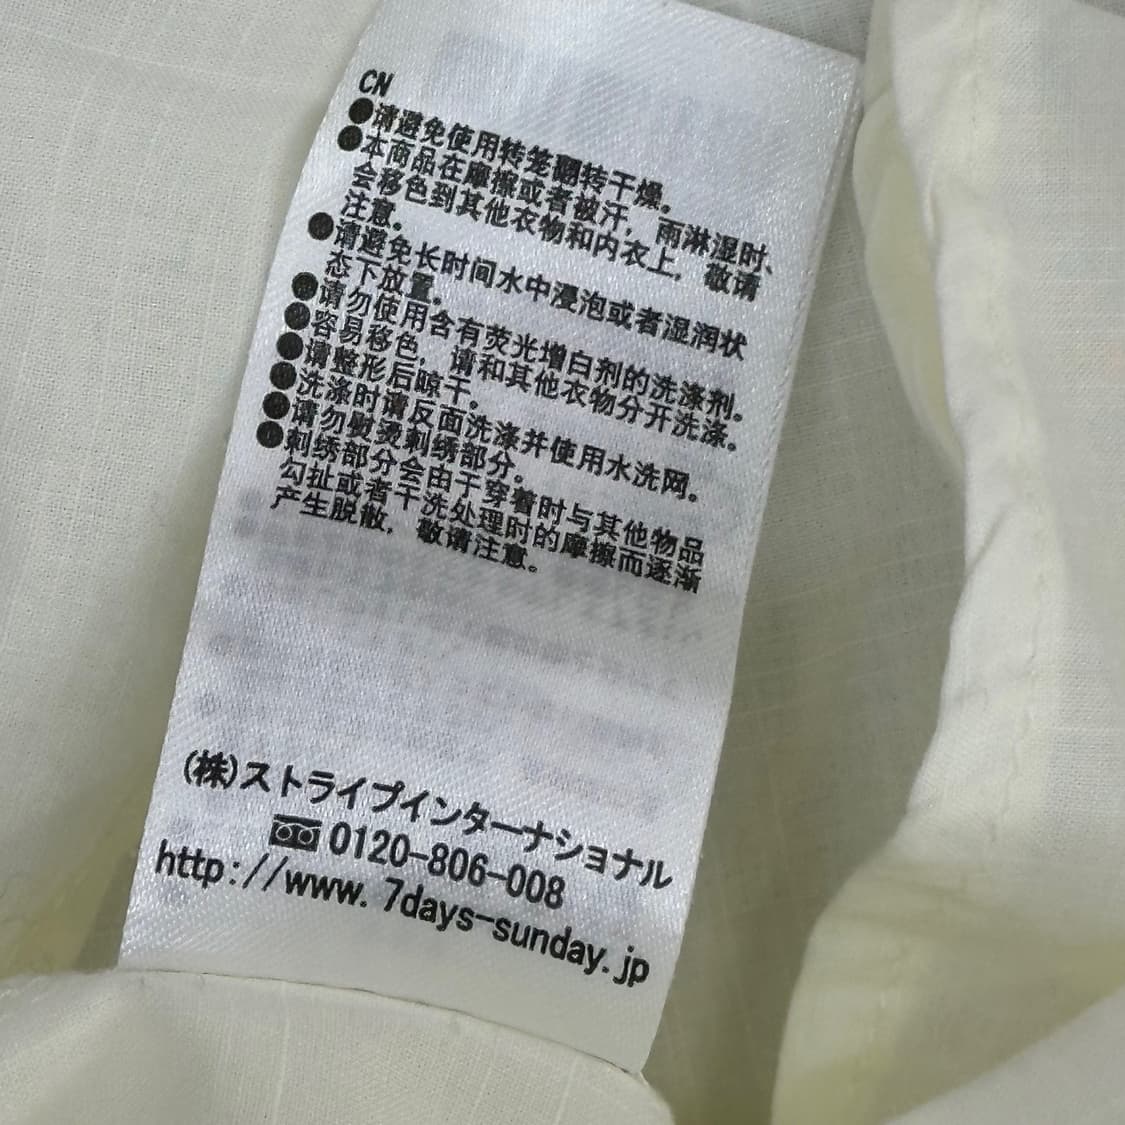 CN
●请避免使用转笼翻转干燥。
●本商品在摩擦或者被汗，雨淋湿时、
会移色到其他衣物和内衣上，敬请
注意。
●请避免长时间水中浸泡或者湿润状
态下放置。
●请勿使用含有荧光增白剂的洗涤剂。
●容易移色，请和其他衣物分开洗涤。
●请整形后晾干。
●洗涤时请反面洗涤并使用水洗网。
●请勿熨烫刺绣部分。
●刺绣部分会由于穿着时与其他物品
勾扯或者干洗处理时的摩擦而逐渐
产生脱散，敬请注意。
(株)ストライプインターナショナル
0120-806-008
http://www.7days-sunday.jp